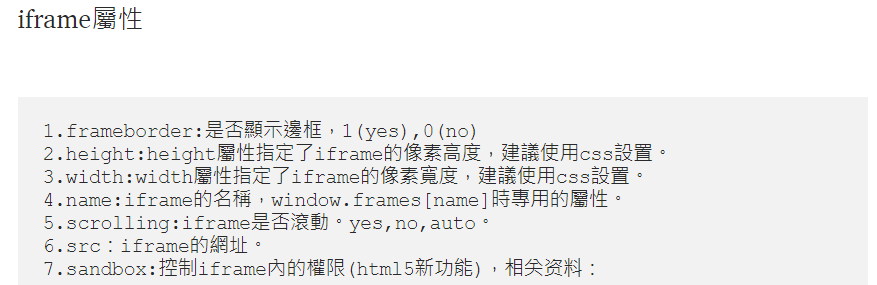 iframe屬性
1.frameborder:是否顯示邊框，1(yes),0(no)
2.height:height屬性指定了iframe的像素高度，建議使用css設置。
3.width:width屬性指定了iframe的像素寬度，建議使用css設置。
4.name:iframe的名稱，window.frames[name]時專用的屬性。
5.scrolling:iframe是否滾動。yes,no,auto。
6.src：iframe的網址。
7.sandbox:控制iframe內的權限(html5新功能)，相关资料：